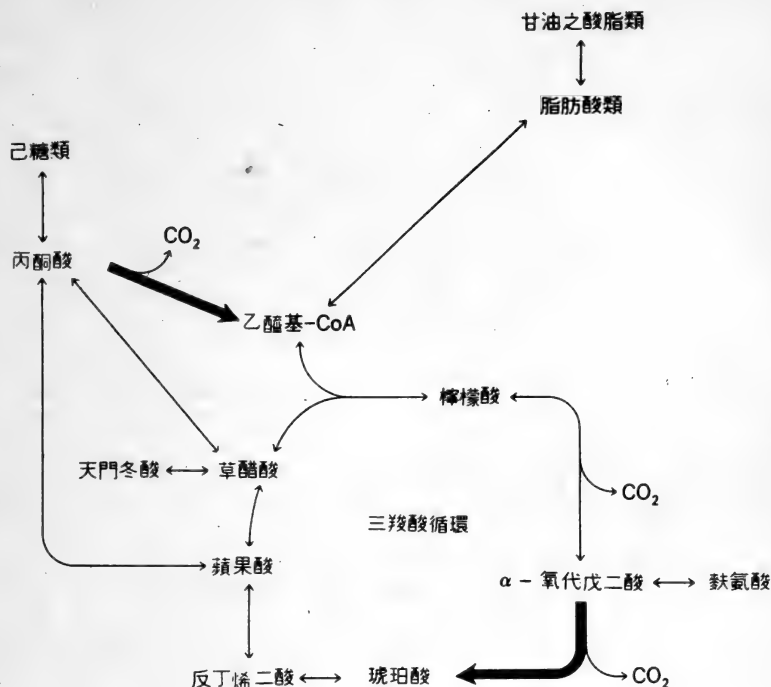 甘油之酸脂類
脂肪酸類
己糖類
CO₂
丙酮酸
乙醯基-CoA
檸檬酸
天門冬酸
草醋酸
CO₂
三羧酸循環
蘋果酸
α-氧代戊二酸
麩氨酸
反丁烯二酸
琥珀酸
CO₂